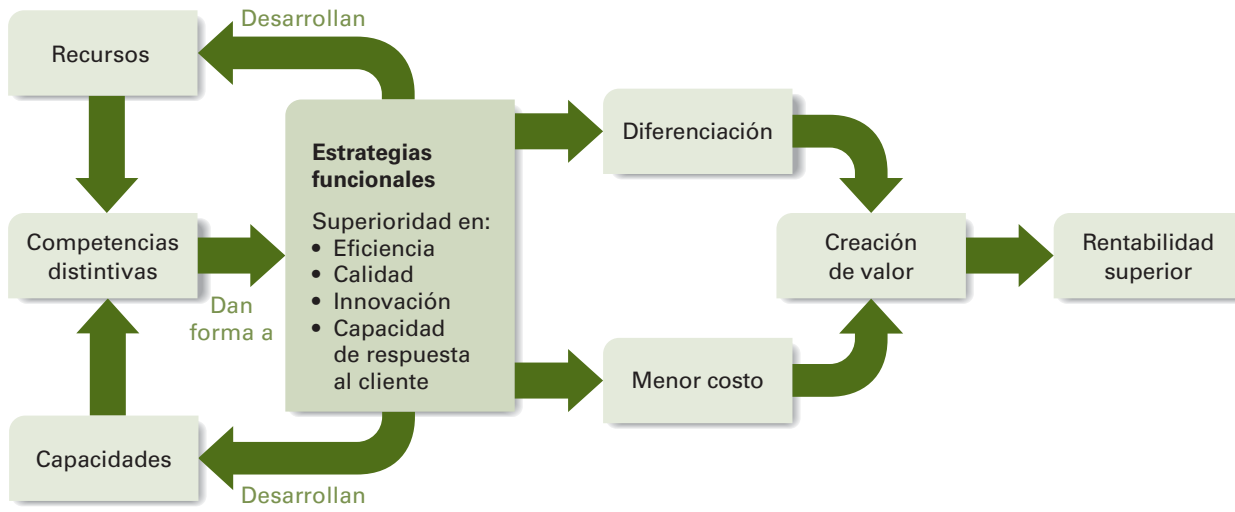 Desarrollan
Recursos
Competencias
distintivas
Dan
forma a
Capacidades
Desarrollan
Estrategias
funcionales
Superioridad en:
• Eficiencia
• Calidad
• Innovación
• Capacidad
de respuesta
al cliente
Diferenciación
Menor costo
Creación
de valor
Rentabilidad
superior